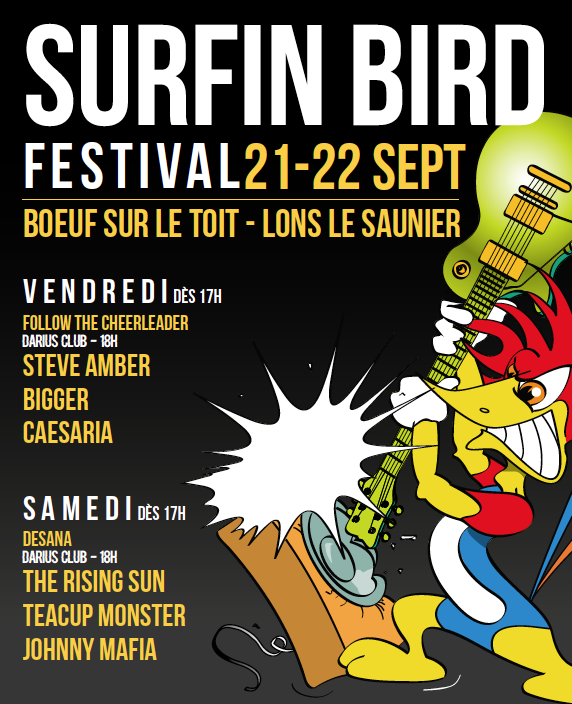 SURFIN BIRD
FESTIVAL 21-22 SEPT
BOEUF SUR LE TOIT - LONS LE SAUNIER
VENDREDI DÈS 17H
FOLLOW THE CHEERLEADER
DARIUS CLUB – 18H
STEVE AMBER
BIGGER
CAESARIA
SAMEDI DÈS 17H
DESANA
DARIUS CLUB – 18H
THE RISING SUN
TEACUP MONSTER
JOHNNY MAFIA